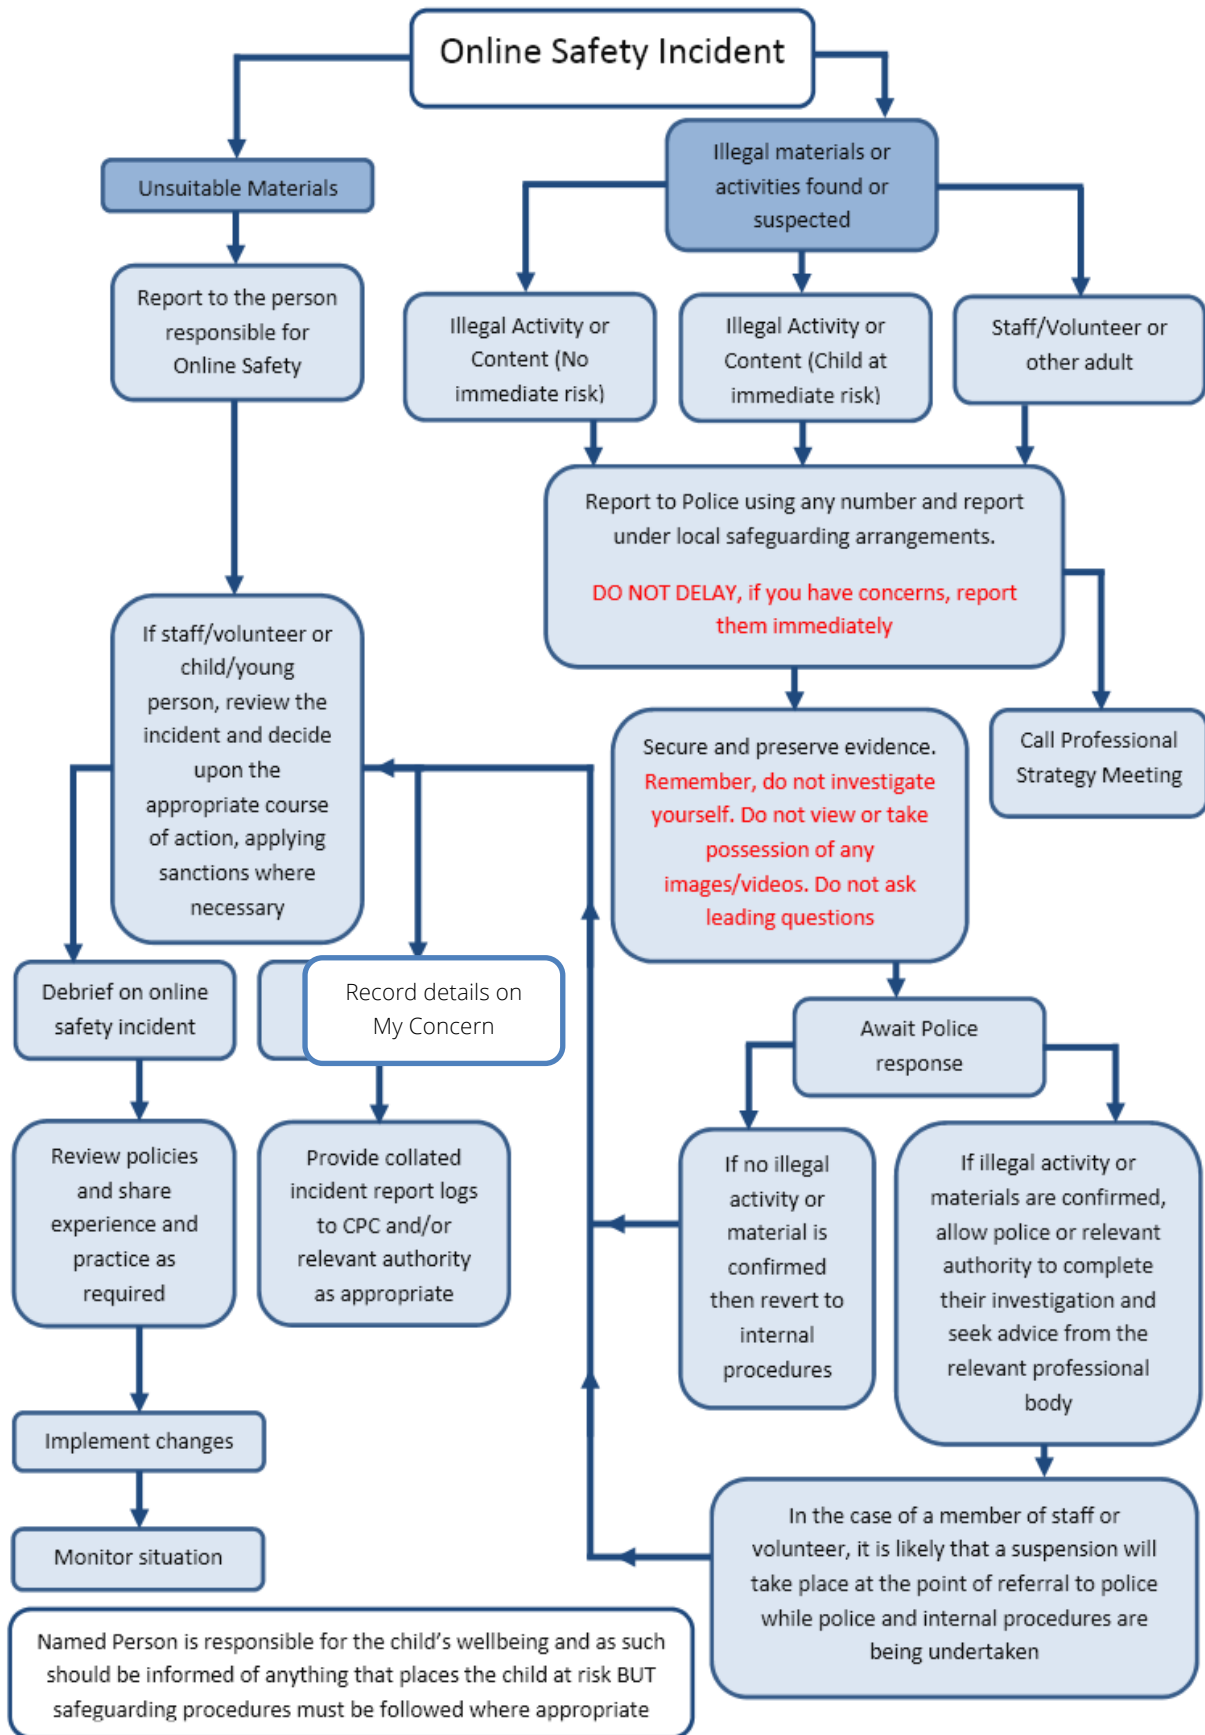 Online Safety Incident
Unsuitable Materials
Illegal materials or
activities found or
suspected
Report to the person
responsible for
Online Safety
Illegal Activity or
Content (No
immediate risk)
Illegal Activity or
Content (Child at
immediate risk)
Staff/Volunteer or
other adult
Report to Police using any number and report
under local safeguarding arrangements.
DO NOT DELAY, if you have concerns, report
them immediately
If staff/volunteer or
child/young
person, review the
incident and decide
upon the
appropriate course
of action, applying
sanctions where
necessary
Secure and preserve evidence.
Remember, do not investigate
yourself. Do not view or take
possession of any
images/videos. Do not ask
leading questions
Call Professional
Strategy Meeting
Debrief on online
safety incident
Record details on
My Concern
Await Police
response
Review policies
and share
experience and
practice as
required
Provide collated
incident report logs
to CPC and/or
relevant authority
as appropriate
If no illegal
activity or
material is
confirmed
then revert to
internal
procedures
If illegal activity or
materials are confirmed,
allow police or relevant
authority to complete
their investigation and
seek advice from the
relevant professional
body
Implement changes
Monitor situation
In the case of a member of staff or
volunteer, it is likely that a suspension will
take place at the point of referral to police
while police and internal procedures are
being undertaken
Named Person is responsible for the child's wellbeing and as such
should be informed of anything that places the child at risk BUT
safeguarding procedures must be followed where appropriate